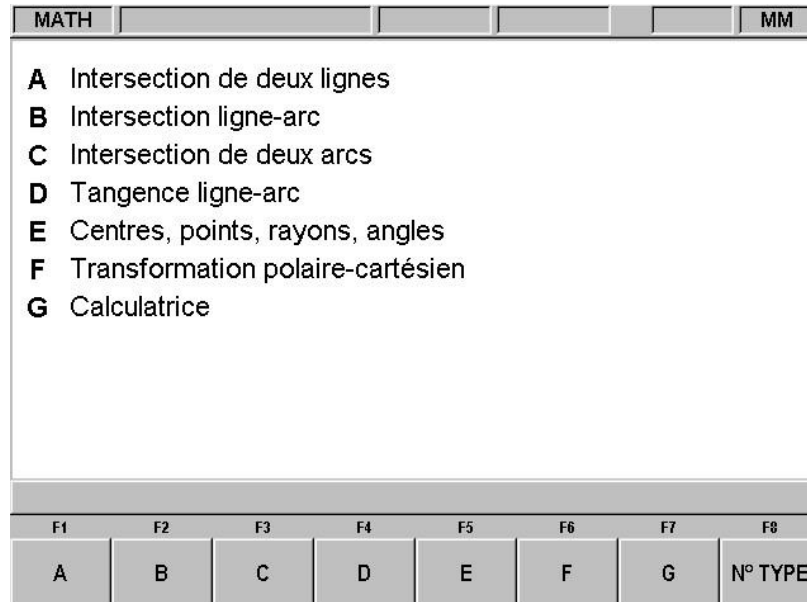 MATH MM
A Intersection de deux lignes
B Intersection ligne-arc
C Intersection de deux arcs
D Tangence ligne-arc
E Centres, points, rayons, angles
F Transformation polaire-cartésien
G Calculatrice
F1 F2 F3 F4 F5 F6 F7 F8
A B C D E F G Nº TYPE